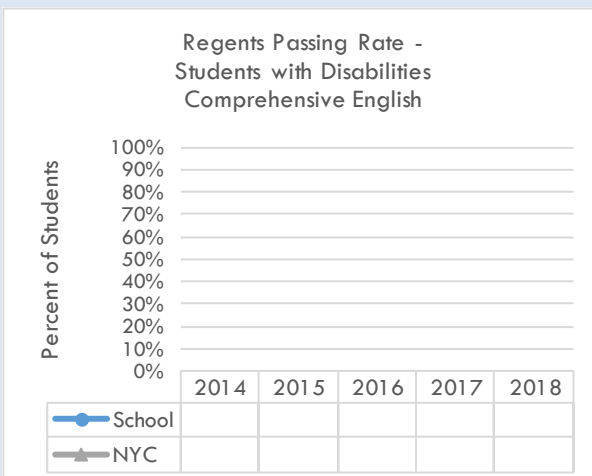 Regents Passing Rate -
Students with Disabilities
Comprehensive English
Percent of Students
100%
90%
80%
70%
60%
50%
40%
30%
20%
10%
0%
2014 2015 2016 2017 2018
School
NYC